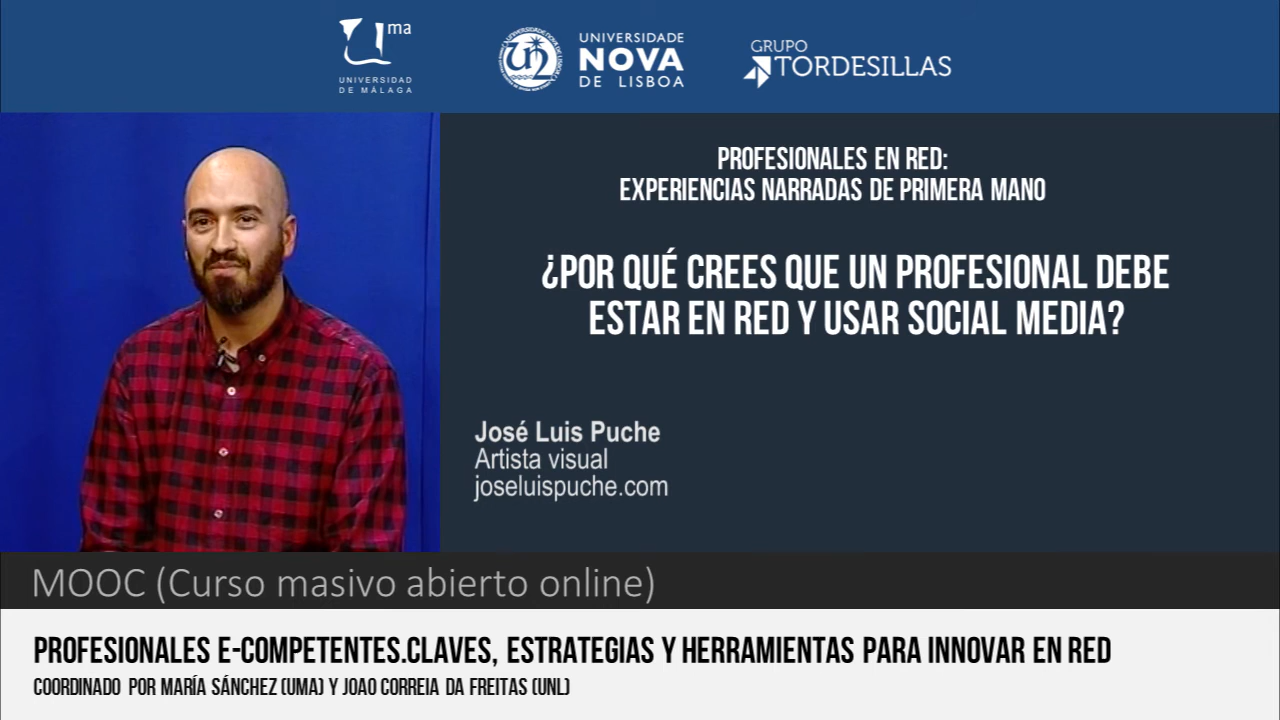 ma
UNIVERSIDAD
DE MÁLAGA
UNIVERSIDADE
NOVA
DE LISBOA
GRUPO
TORDESILLAS
PROFESIONALES EN RED:
EXPERIENCIAS NARRADAS DE PRIMERA MANO
¿POR QUÉ CREES QUE UN PROFESIONAL DEBE
ESTAR EN RED Y USAR SOCIAL MEDIA?
José Luis Puche
Artista visual
joseluispuche.com
MOOC (Curso masivo abierto online)
PROFESIONALES E-COMPETENTES.CLAVES, ESTRATEGIAS Y HERRAMIENTAS PARA INNOVAR EN RED
COORDINADO POR MARÍA SÁNCHEZ (UMA) Y JOAO CORREIA DA FREITAS (UNL)